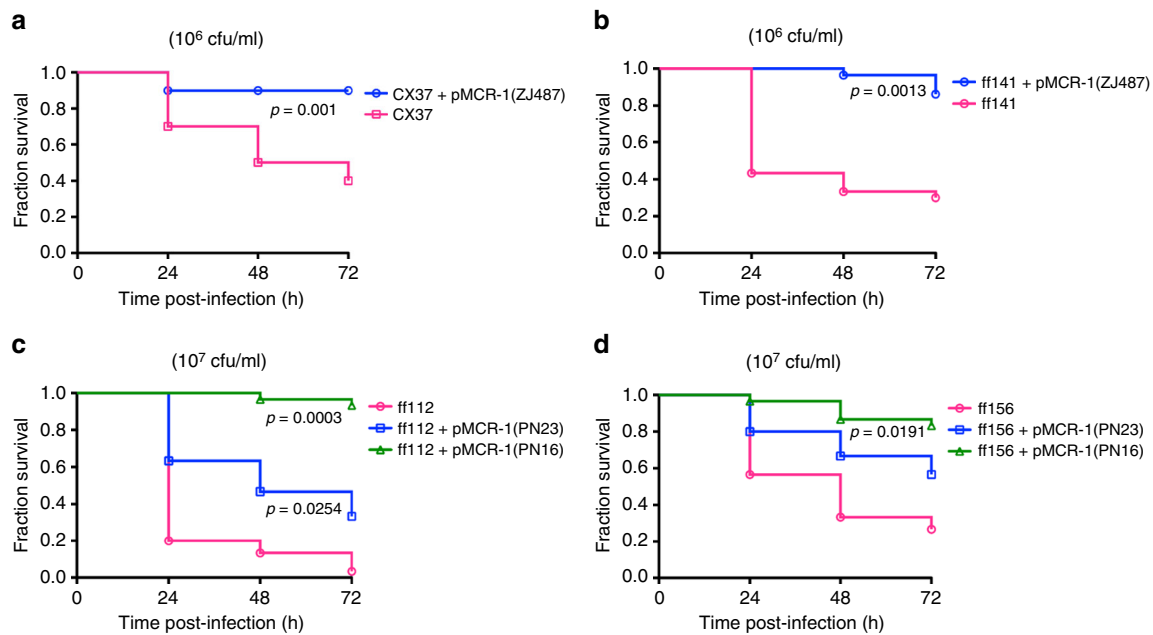 a
(10⁶ cfu/ml)
Fraction survival
1.0
0.8
0.6
0.4
0.2
0.0
0 24 48 72
Time post-infection (h)
p = 0.001
CX37 + pMCR-1(ZJ487)
CX37
b
(10⁶ cfu/ml)
Fraction survival
1.0
0.8
0.6
0.4
0.2
0.0
0 24 48 72
Time post-infection (h)
p = 0.0013
ff141 + pMCR-1(ZJ487)
ff141
c
(10⁷ cfu/ml)
Fraction survival
1.0
0.8
0.6
0.4
0.2
0.0
0 24 48 72
Time post-infection (h)
p = 0.0003
p = 0.0254
ff112
ff112 + pMCR-1(PN23)
ff112 + pMCR-1(PN16)
d
(10⁷ cfu/ml)
Fraction survival
1.0
0.8
0.6
0.4
0.2
0.0
0 24 48 72
Time post-infection (h)
p = 0.0191
ff156
ff156 + pMCR-1(PN23)
ff156 + pMCR-1(PN16)